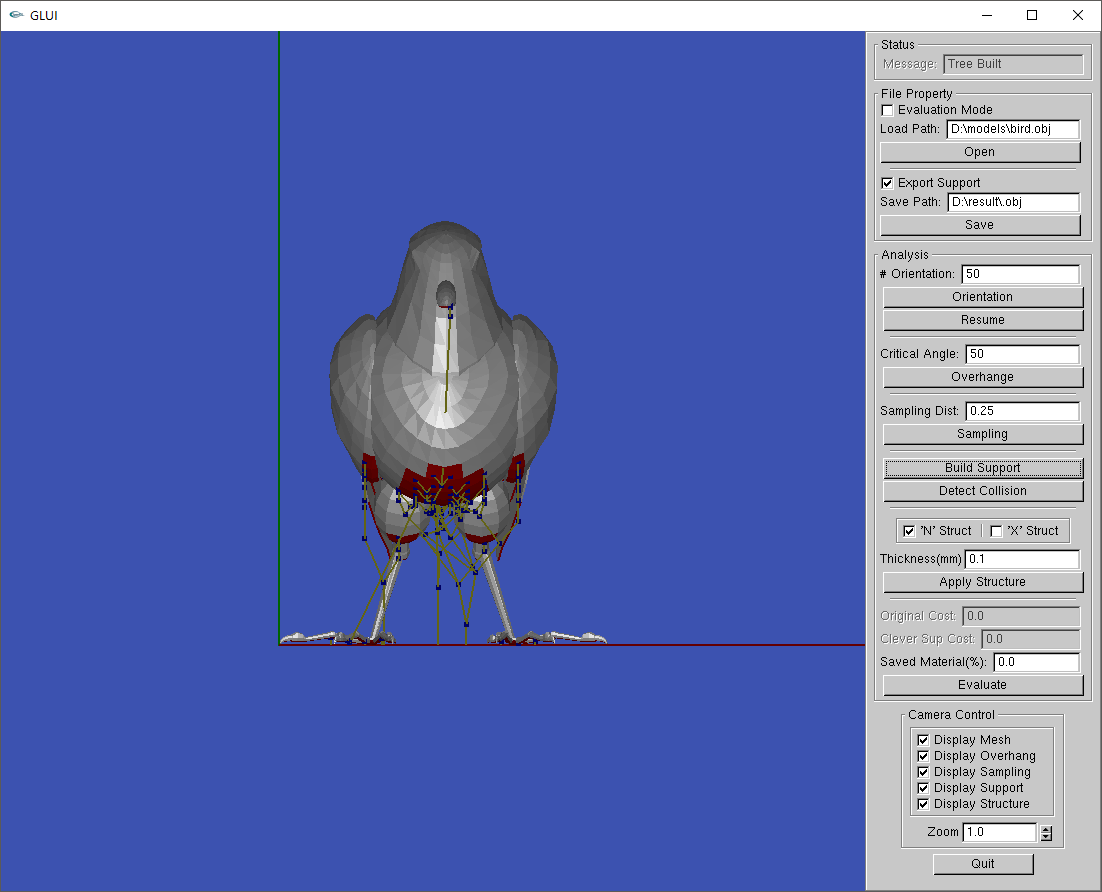 GLUI
Status
Message: Tree Built
File Property
Evaluation Mode
Load Path: D:\models\bird.obj
Open
Export Support
Save Path: D:\result\.obj
Save
Analysis
# Orientation: 50
Orientation
Resume
Critical Angle: 50
Overhange
Sampling Dist: 0.25
Sampling
Build Support
Detect Collision
'N' Struct 'X' Struct
Thickness(mm) 0.1
Apply Structure
Original Cost: 0.0
Clever Sup Cost: 0.0
Saved Material(%): 0.0
Evaluate
Camera Control
Display Mesh
Display Overhang
Display Sampling
Display Support
Display Structure
Zoom 1.0
Quit